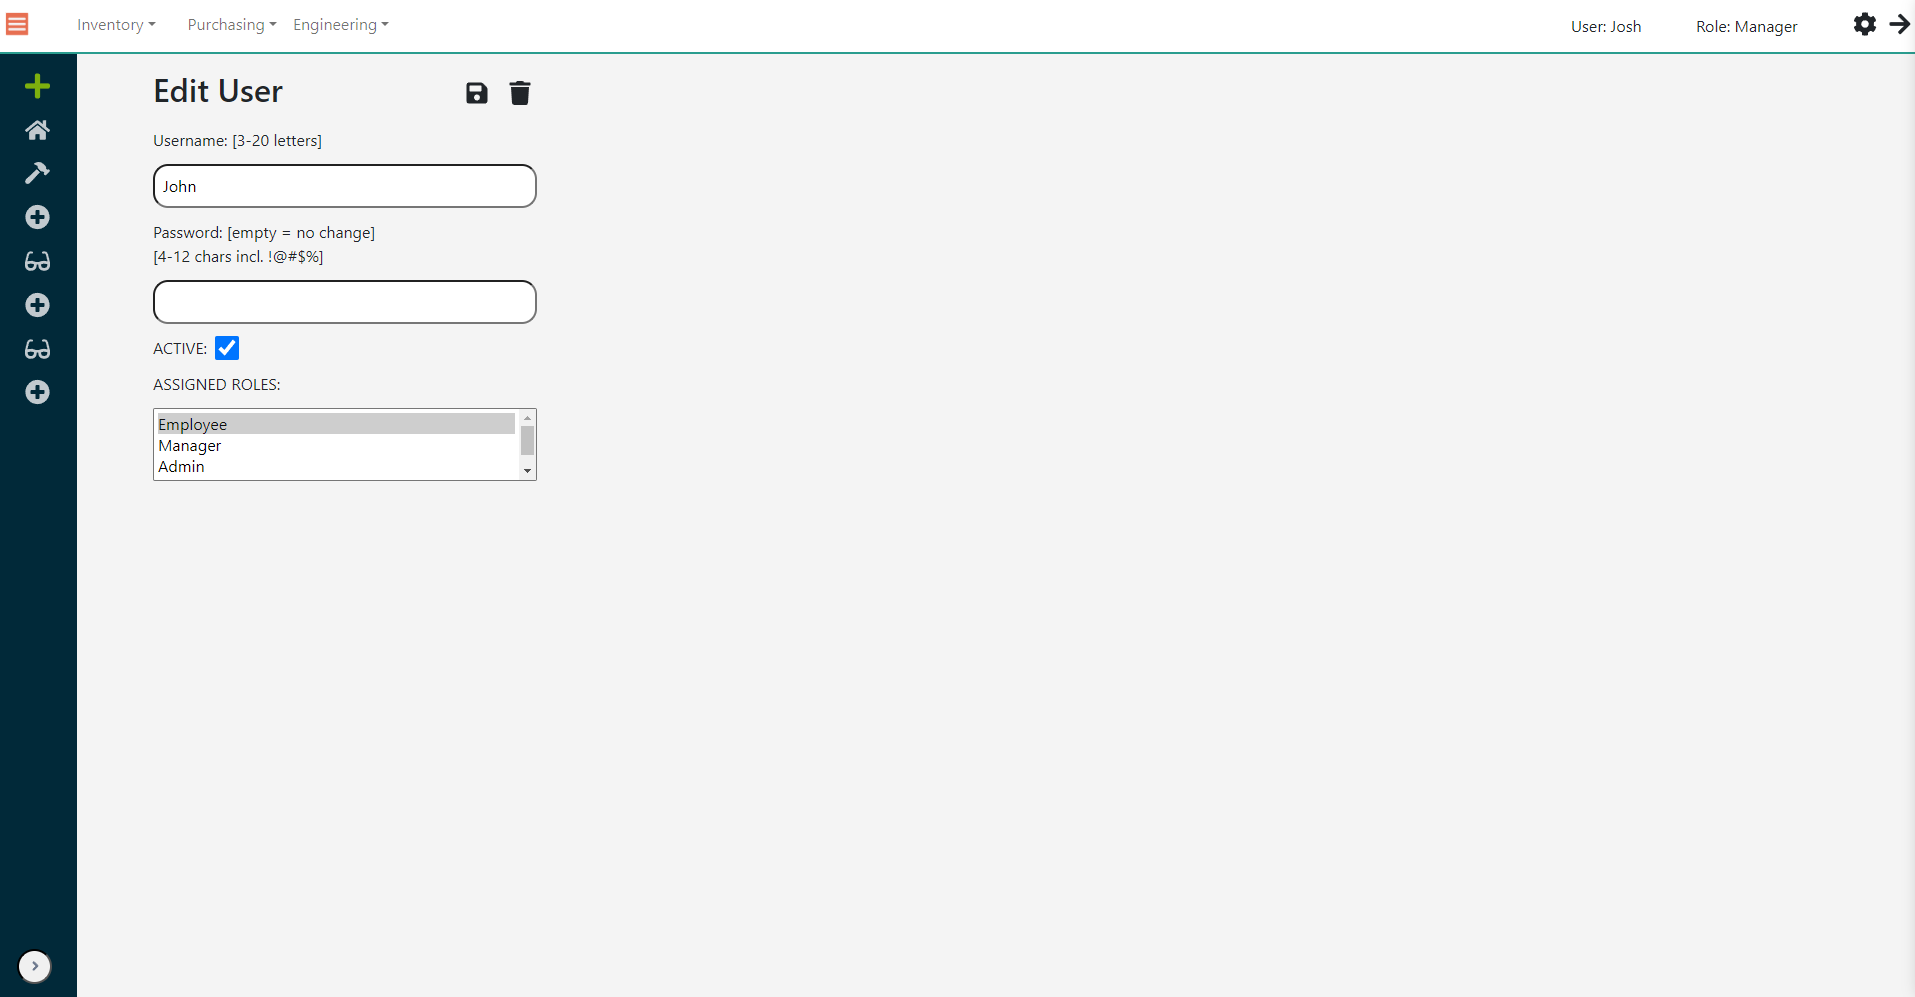 Inventory
Purchasing
Engineering
User: Josh
Role: Manager
Edit User
Username: [3-20 letters]
John
Password: [empty = no change]
[4-12 chars incl. !@#$%]
ACTIVE:
ASSIGNED ROLES:
Employee
Manager
Admin